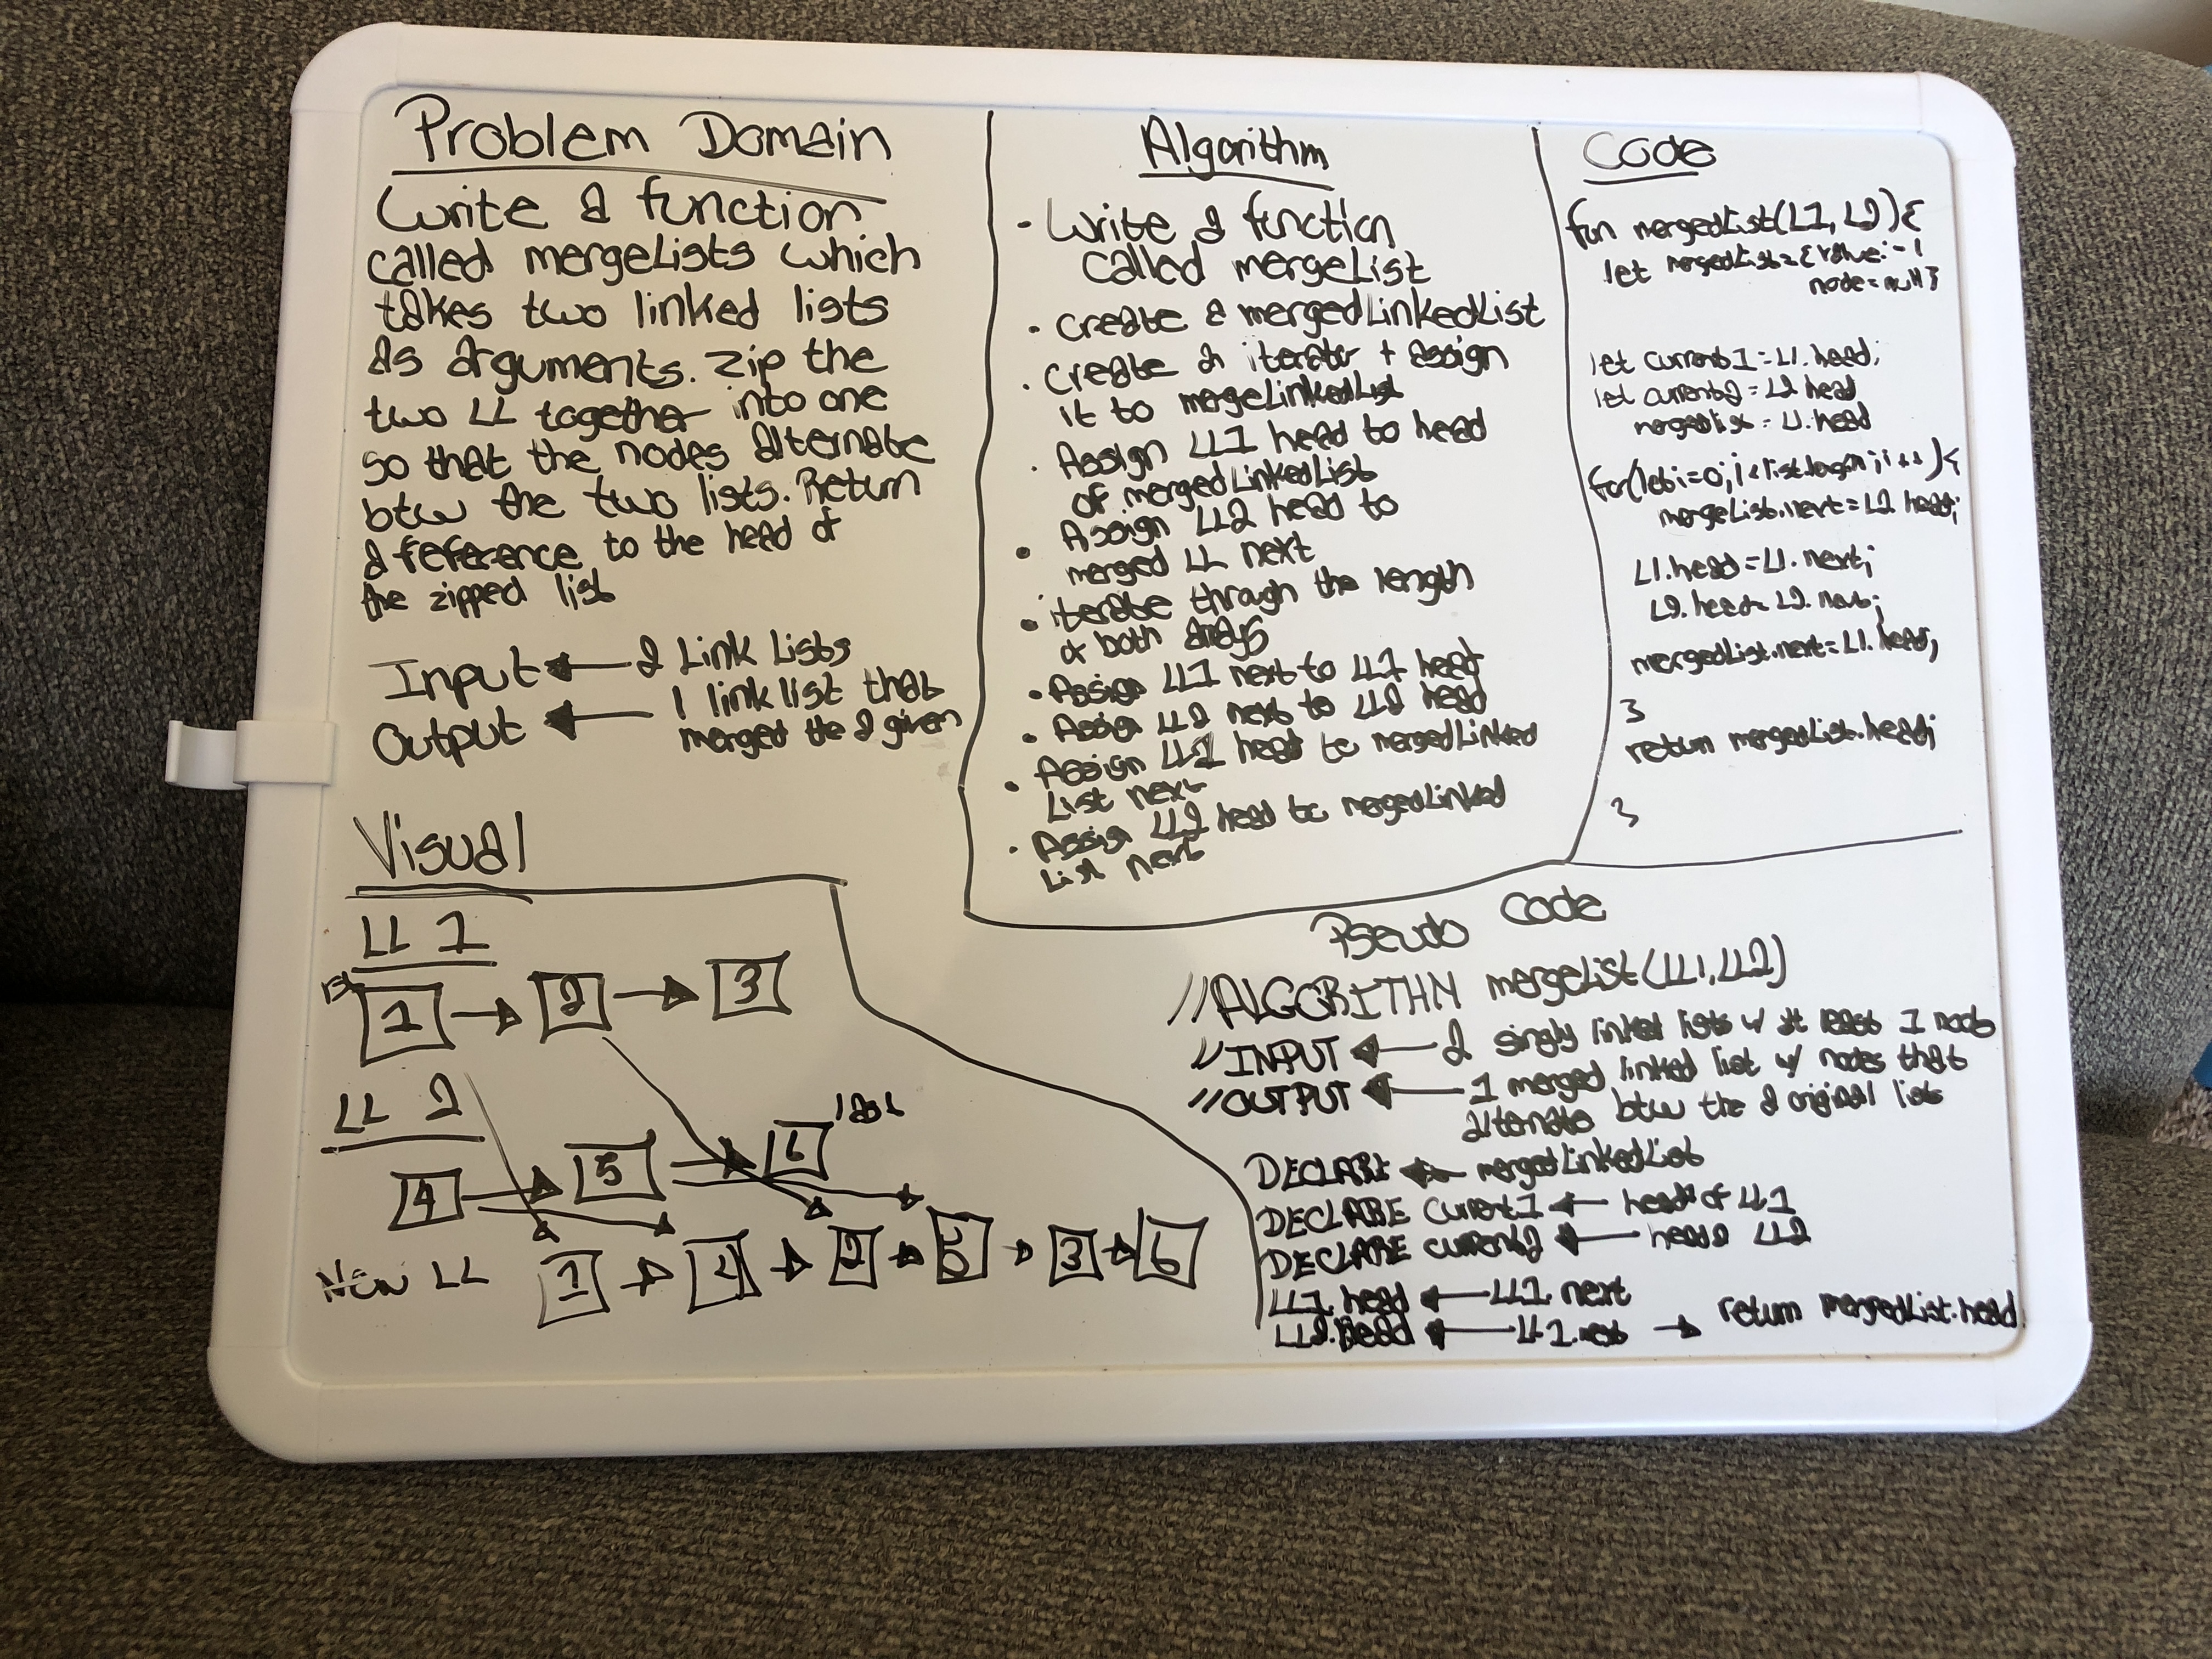 Problem Domain
Write a function
called mergeLists which
takes two linked lists
as arguments. Zip the
two LL together into one
so that the nodes alternate
btw the two lists. Return
a reference to the head of
the zipped list
Input ← 2 Link Lists
Output ← 1 link list that
merged the 2 given
Visual
LL 1
1 → 2 → 3
LL 2
4 → 5 → 6 last
New LL 1 → 4 → 2 → 5 → 3 → 6
Algorithm
• Write a function
called mergeList
• Create a mergedLinkedList
• Create a iterator + assign
it to mergeLinkedList
• Assign LL1 head to head
of mergedLinkedList
• Assign LL2 head to
merged LL next
• iterate through the length
of both arrays
• Assign LL1 next to LL1 head
• Assign LL2 next to LL2 head
• Assign LL1 head to mergedLinked
List next
• Assign LL2 head to mergedLinked
List next
Code
fun mergedList(L1, L2){
let mergedList={value:-1
node=null}
let current1=L1.head;
let current2=L2 head
mergedlist = L1.head
for(let i=0; i<list.length; i++){
mergeList.next=L2 head;
L1.head=L1.next;
L2.head=L2.next;
mergedList.next=L1.head;
}
return mergedList.head;
}
Pseudo Code
//ALGORITHM mergeList(LL1,LL2)
//INPUT ← 2 singly linked lists w/ at least 1 node
//OUTPUT ← 1 merged linked list w/ nodes that
alternate btw the 2 original lists
DECLARE ← mergedLinkedList
DECLARE Current1 ← head of LL1
DECLARE current2 ← head LL2
LL1.head ← LL1.next
LL2.head ← LL1.next → return mergedList.head